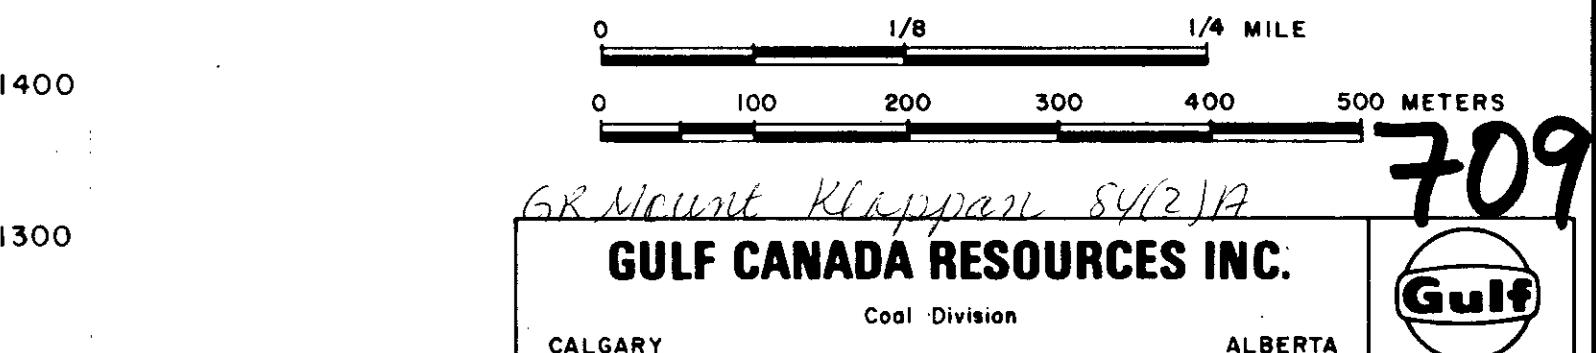 0 1/8 1/4 MILE
1400
0 100 200 300 400 500 METERS
709
GR Mount Klappan 84(2)A
1300
GULF CANADA RESOURCES INC.
Gulf
Coal Division
CALGARY ALBERTA